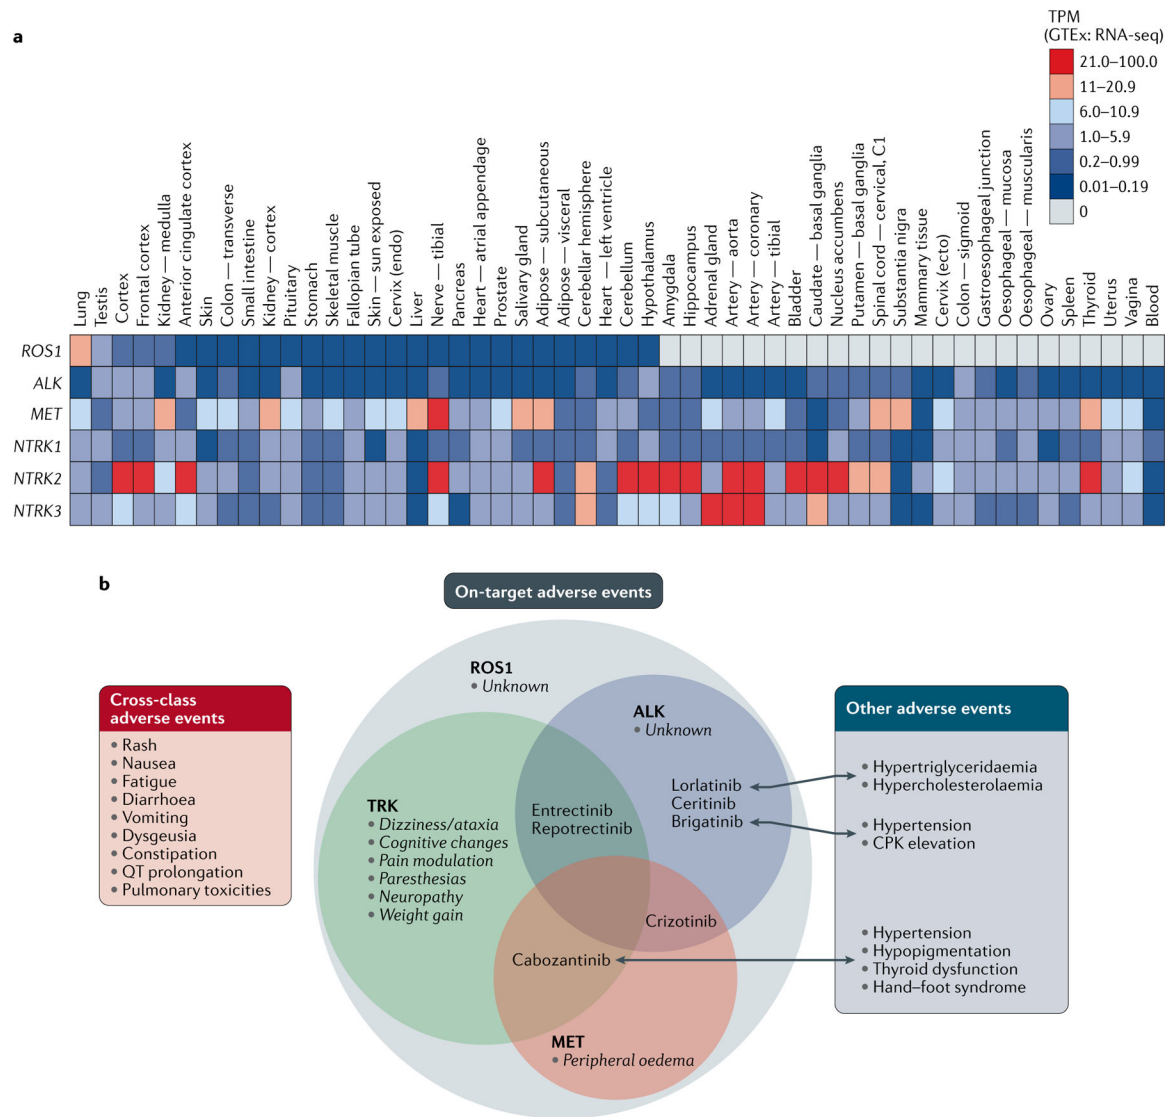 a
TPM
(GTEx: RNA-seq)
21.0–100.0
11–20.9
6.0–10.9
1.0–5.9
0.2–0.99
0.01–0.19
0
Lung
Testis
Cortex
Frontal cortex
Kidney — medulla
Anterior cingulate cortex
Skin
Colon — transverse
Small intestine
Kidney — cortex
Pituitary
Stomach
Skeletal muscle
Fallopian tube
Skin — sun exposed
Cervix (endo)
Liver
Nerve — tibial
Pancreas
Heart — atrial appendage
Prostate
Salivary gland
Adipose — subcutaneous
Adipose — visceral
Cerebellar hemisphere
Heart — left ventricle
Cerebellum
Hypothalamus
Amygdala
Hippocampus
Adrenal gland
Artery — aorta
Artery — coronary
Artery — tibial
Bladder
Caudate — basal ganglia
Nucleus accumbens
Putamen — basal ganglia
Spinal cord — cervical, C1
Substantia nigra
Mammary tissue
Cervix (ecto)
Colon — sigmoid
Gastroesophageal junction
Oesophageal — mucosa
Oesophageal — muscularis
Ovary
Spleen
Thyroid
Uterus
Vagina
Blood
ROS1
ALK
MET
NTRK1
NTRK2
NTRK3
b
On-target adverse events
Cross-class
adverse events
• Rash
• Nausea
• Fatigue
• Diarrhoea
• Vomiting
• Dysgeusia
• Constipation
• QT prolongation
• Pulmonary toxicities
ROS1
• Unknown
ALK
• Unknown
Lorlatinib
Ceritinib
Brigatinib
Entrectinib
Repotrectinib
TRK
• Dizziness/ataxia
• Cognitive changes
• Pain modulation
• Paresthesias
• Neuropathy
• Weight gain
Crizotinib
Cabozantinib
MET
• Peripheral oedema
Other adverse events
• Hypertriglyceridaemia
• Hypercholesterolaemia
• Hypertension
• CPK elevation
• Hypertension
• Hypopigmentation
• Thyroid dysfunction
• Hand–foot syndrome